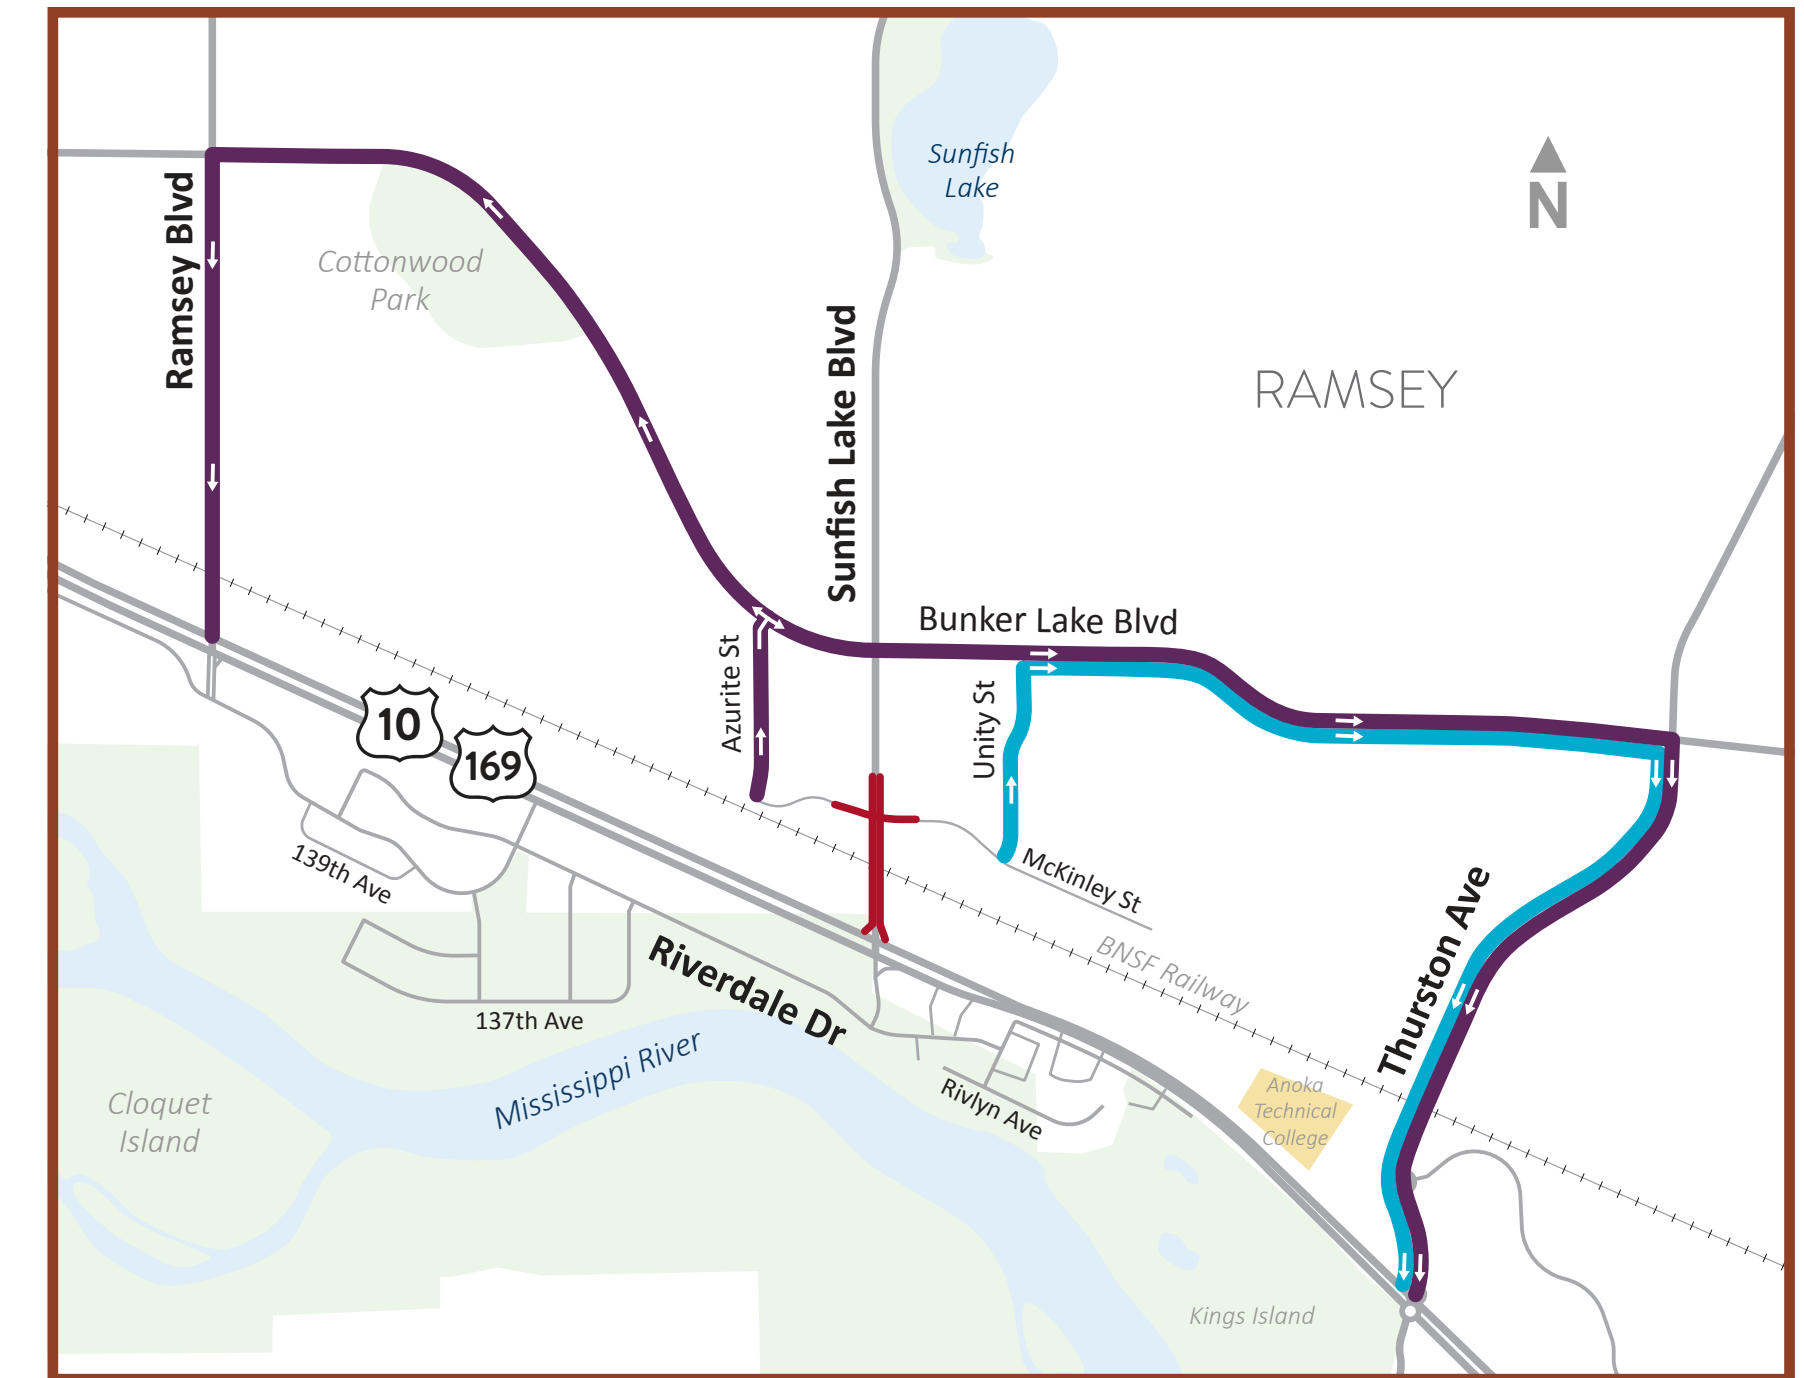 Sunfish
Lake
N
Ramsey Blvd
Cottonwood
Park
Sunfish Lake Blvd
RAMSEY
Bunker Lake Blvd
Azurite St
Unity St
10
169
139th Ave
McKinley St
BNSF Railway
Thurston Ave
Riverdale Dr
137th Ave
Mississippi River
Rivlyn Ave
Anoka
Technical
College
Cloquet
Island
Kings Island